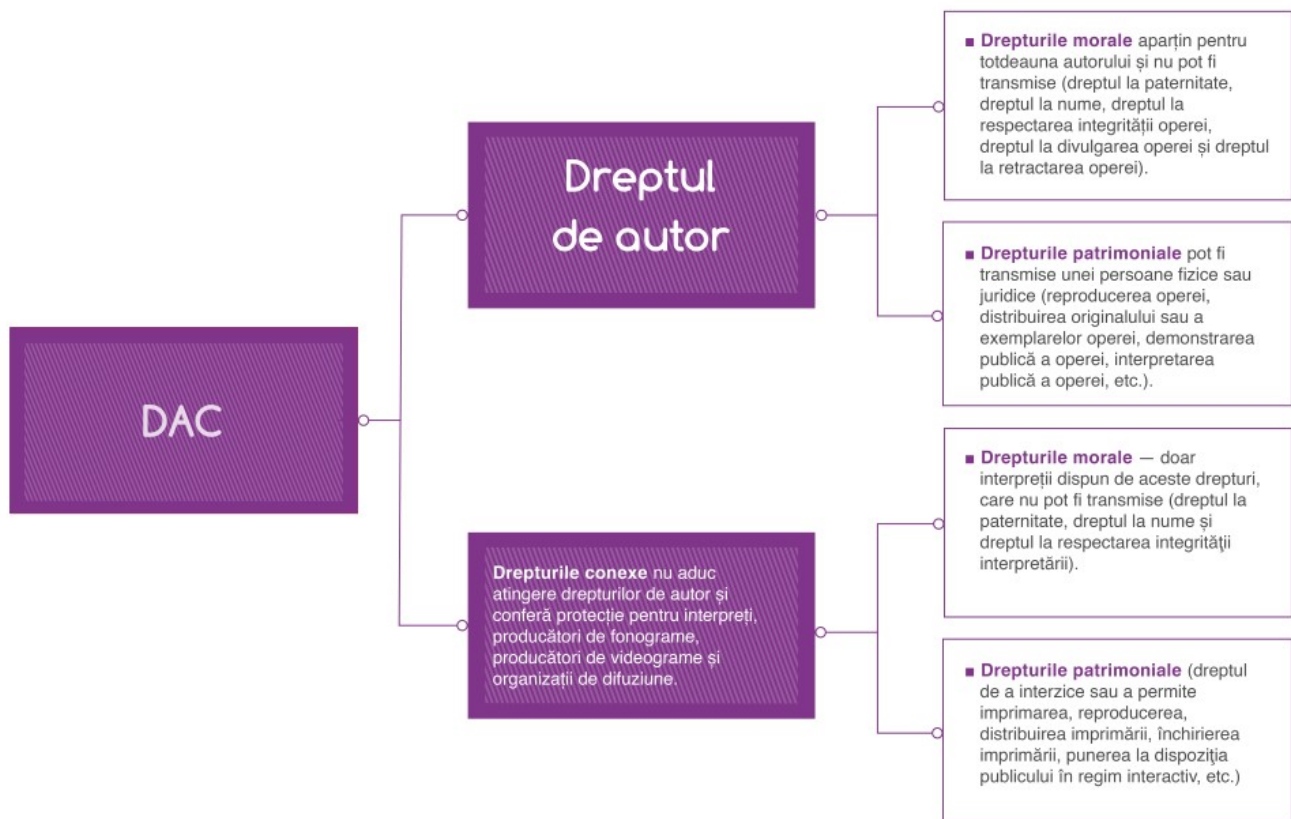 DAC
Dreptul
de autor
■ Drepturile morale aparțin pentru
totdeauna autorului și nu pot fi
transmise (dreptul la paternitate,
dreptul la nume, dreptul la
respectarea integrității operei,
dreptul la divulgarea operei și dreptul
la retractarea operei).
■ Drepturile patrimoniale pot fi
transmise unei persoane fizice sau
juridice (reproducerea operei,
distribuirea originalului sau a
exemplarelor operei, demonstrarea
publică a operei, interpretarea
publică a operei, etc.).
Drepturile conexe nu aduc
atingere drepturilor de autor și
conferă protecție pentru interpreți,
producători de fonograme,
producători de videograme și
organizații de difuziune.
■ Drepturile morale — doar
interpreții dispun de aceste drepturi,
care nu pot fi transmise (dreptul la
paternitate, dreptul la nume și
dreptul la respectarea integrităţii
interpretării).
■ Drepturile patrimoniale (dreptul
de a interzice sau a permite
imprimarea, reproducerea,
distribuirea imprimării, închirierea
imprimării, punerea la dispoziţia
publicului în regim interactiv, etc.)